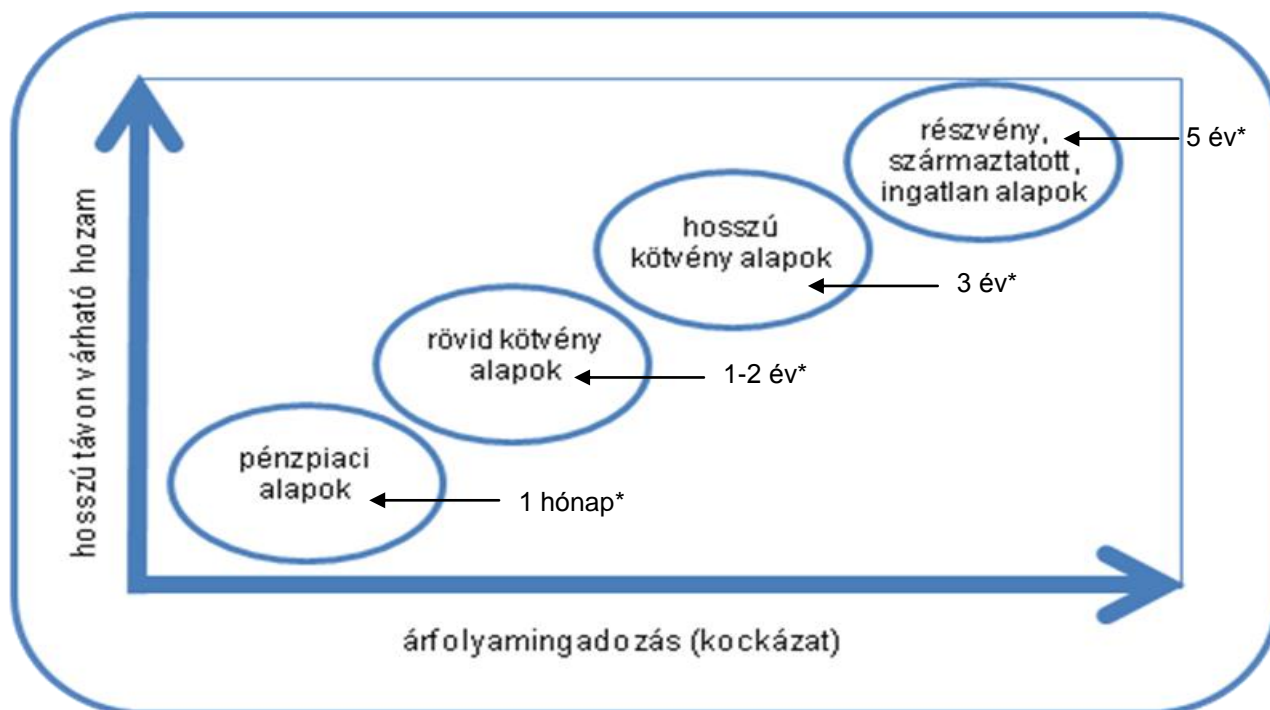 részvény,
származtatott,
ingatlan alapok
5 év*
hosszú
kötvény alapok
3 év*
rövid kötvény
alapok
1-2 év*
pénzpiaci
alapok
1 hónap*
hosszú távon várható hozam
árfolyamingadozás (kockázat)